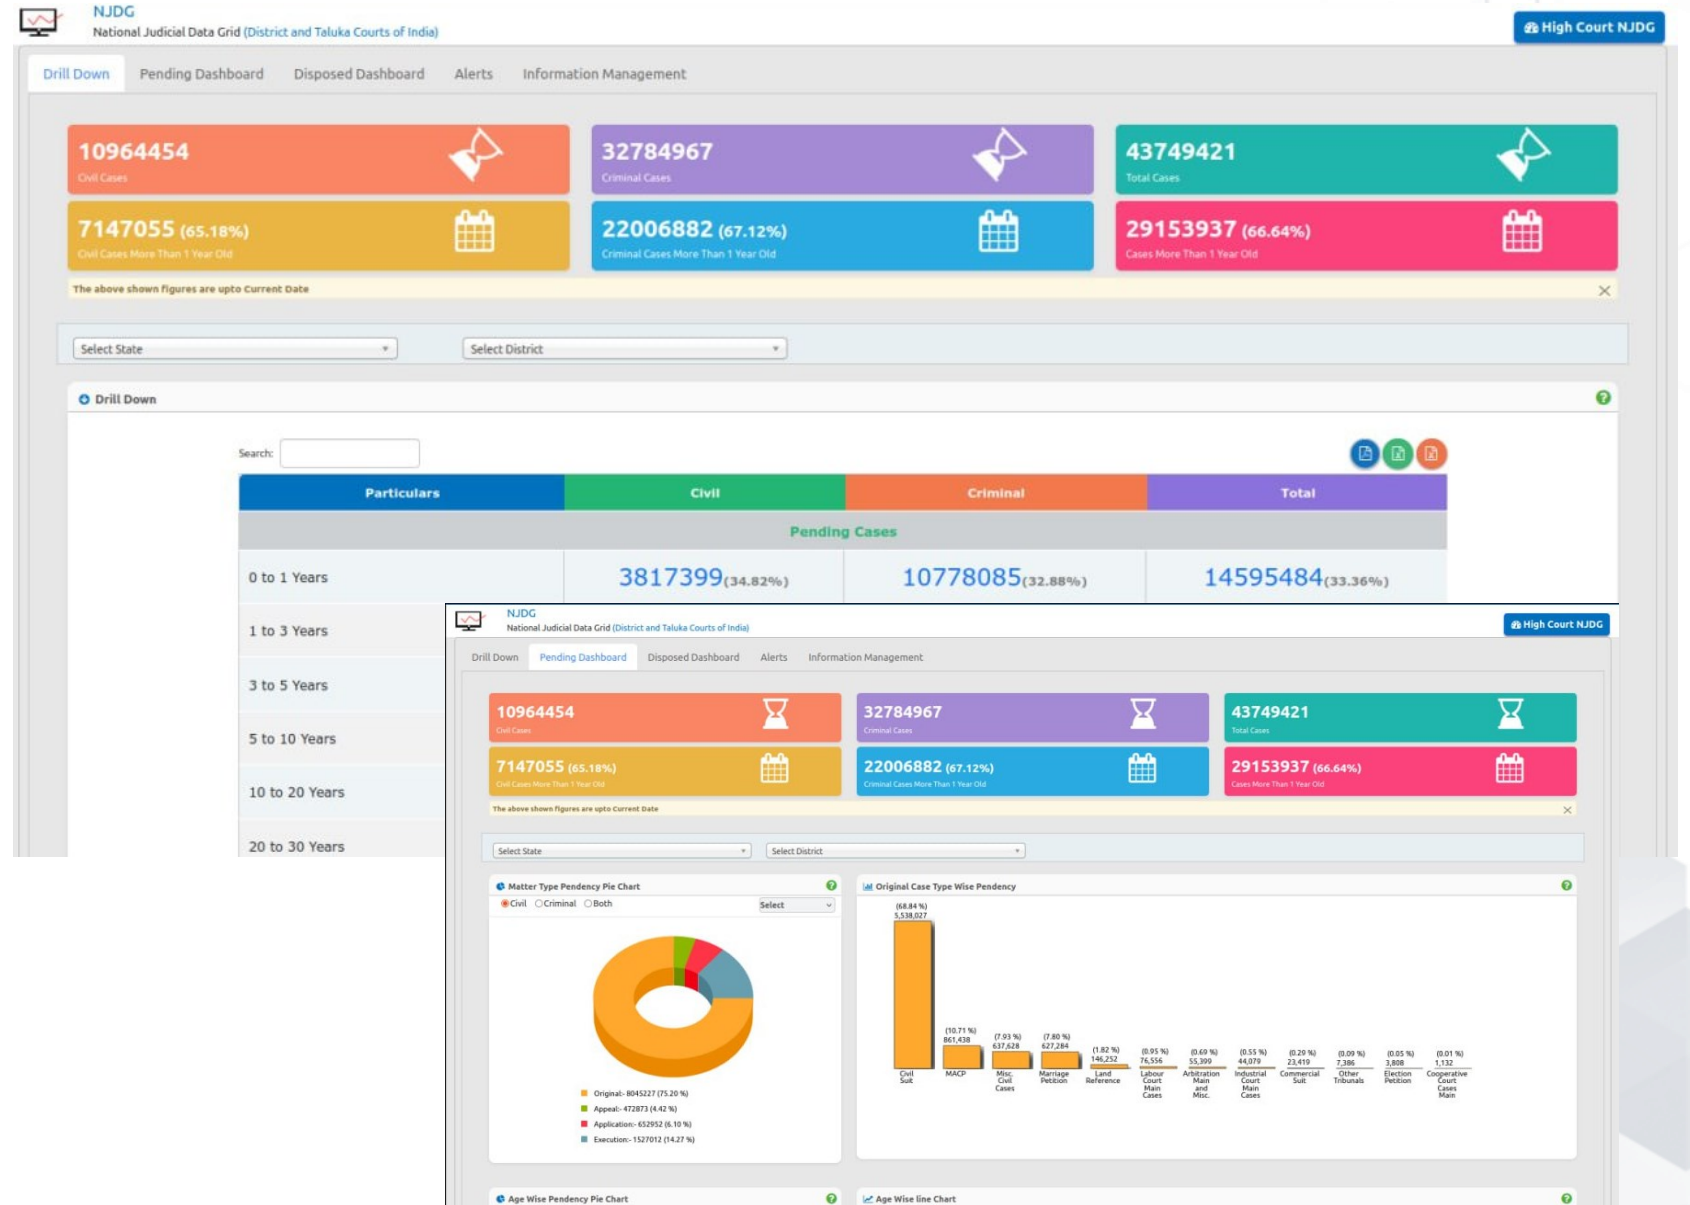 NJDG
National Judicial Data Grid (District and Taluka Courts of India)
High Court NJDG
Drill Down Pending Dashboard Disposed Dashboard Alerts Information Management
10964454
Civil Cases
32784967
Criminal Cases
43749421
Total Cases
7147055 (65.18%)
Civil Cases More Than 1 Year Old
22006882 (67.12%)
Criminal Cases More Than 1 Year Old
29153937 (66.64%)
Cases More Than 1 Year Old
The above shown figures are upto Current Date
Select State Select District
Drill Down
Search:
Particulars Civil Criminal Total
Pending Cases
0 to 1 Years 3817399(34.82%) 10778085(32.88%) 14595484(33.36%)
1 to 3 Years
3 to 5 Years
5 to 10 Years
10 to 20 Years
20 to 30 Years
NJDG
National Judicial Data Grid (District and Taluka Courts of India)
High Court NJDG
Drill Down Pending Dashboard Disposed Dashboard Alerts Information Management
10964454
Civil Cases
32784967
Criminal Cases
43749421
Total Cases
7147055 (65.18%)
Civil Cases More Than 1 Year Old
22006882 (67.12%)
Criminal Cases More Than 1 Year Old
29153937 (66.64%)
Cases More Than 1 Year Old
The above shown figures are upto Current Date
Select State Select District
Matter Type Pendency Pie Chart
Civil Criminal Both Select
Original:- 8045227 (75.20 %)
Appeal:- 472873 (4.42 %)
Application:- 652952 (6.10 %)
Execution:- 1527012 (14.27 %)
Original Case Type Wise Pendency
(68.84 %)
5,538,027
Civil
Suit
(10.71 %)
861,438
MACP
(7.93 %)
637,628
Misc.
Civil
Cases
(7.80 %)
627,284
Marriage
Petition
(1.82 %)
146,252
Land
Reference
(0.95 %)
76,556
Labour
Court
Main
Cases
(0.69 %)
55,399
Arbitration
Main
and
Misc.
(0.55 %)
44,079
Industrial
Court
Main
Cases
(0.29 %)
23,419
Commercial
Suit
(0.09 %)
7,386
Other
Tribunals
(0.05 %)
3,808
Election
Petition
(0.01 %)
1,132
Cooperative
Court
Cases
Main
Age Wise Pendency Pie Chart
Age Wise line Chart